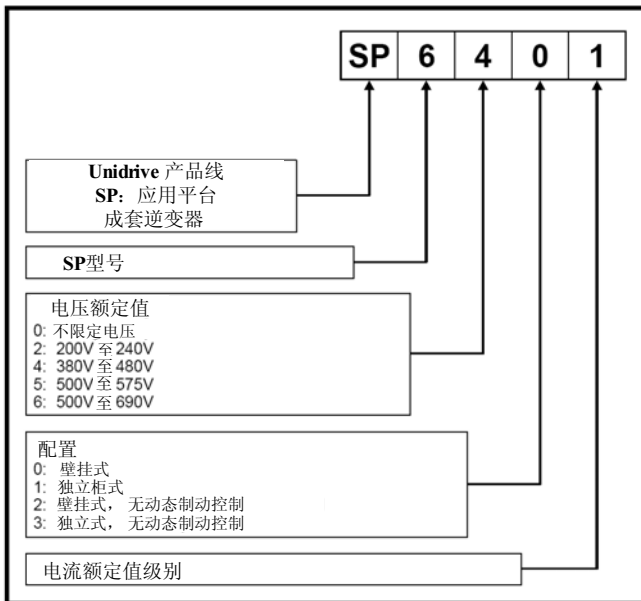 SP 6 4 0 1
Unidrive 产品线
SP：应用平台
成套逆变器
SP型号
电压额定值
0: 不限定电压
2: 200V 至 240V
4: 380V 至 480V
5: 500V 至 575V
6: 500V 至 690V
配置
0: 壁挂式
1: 独立柜式
2: 壁挂式，无动态制动控制
3: 独立式，无动态制动控制
电流额定值级别